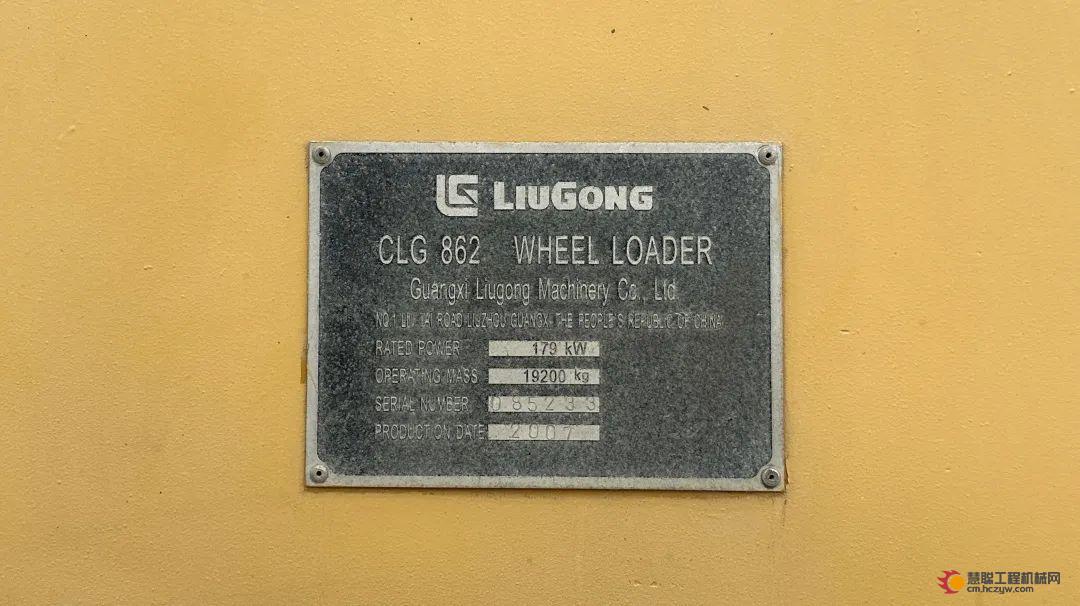 LG LIUGONG
CLG 862 WHEEL LOADER
Guangxi Liugong Machinery Co., Ltd
NO.1 LIU TAI ROAD LIUZHOU GUANGXI THE PEOPLE'S REPUBLIC OF CHINA
RATED POWER 179 kW
OPERATING MASS 19200 kg
SERIAL NUMBER 085233
PRODUCTION DATE 2007
慧聪工程机械网
cm.hczyw.com